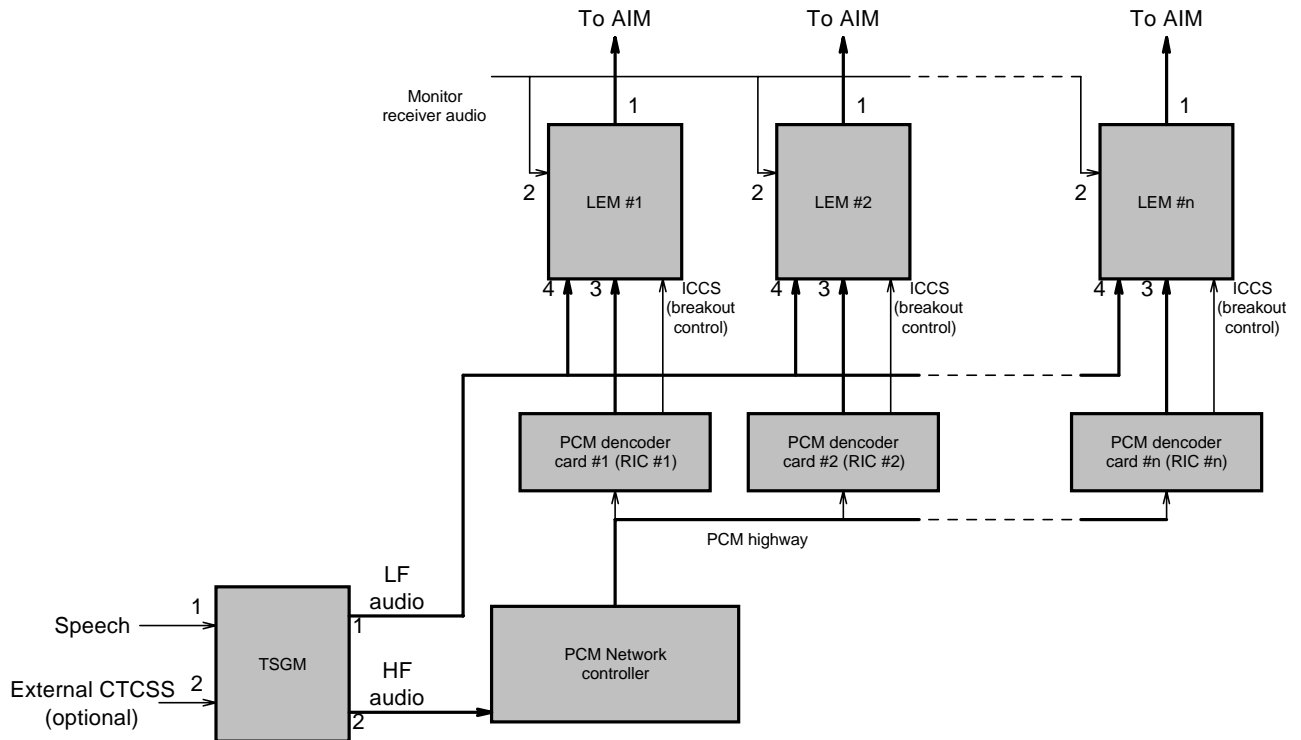 To AIM
To AIM
To AIM
Monitor
receiver audio
1
1
1
2
2
2
LEM #1
LEM #2
LEM #n
4
3
ICCS
(breakout
control)
4
3
ICCS
(breakout
control)
4
3
ICCS
(breakout
control)
PCM dencoder
card #1 (RIC #1)
PCM dencoder
card #2 (RIC #2)
PCM dencoder
card #n (RIC #n)
PCM highway
LF
audio
1
Speech
1
TSGM
PCM Network
controller
HF
audio
2
External CTCSS
(optional)
2